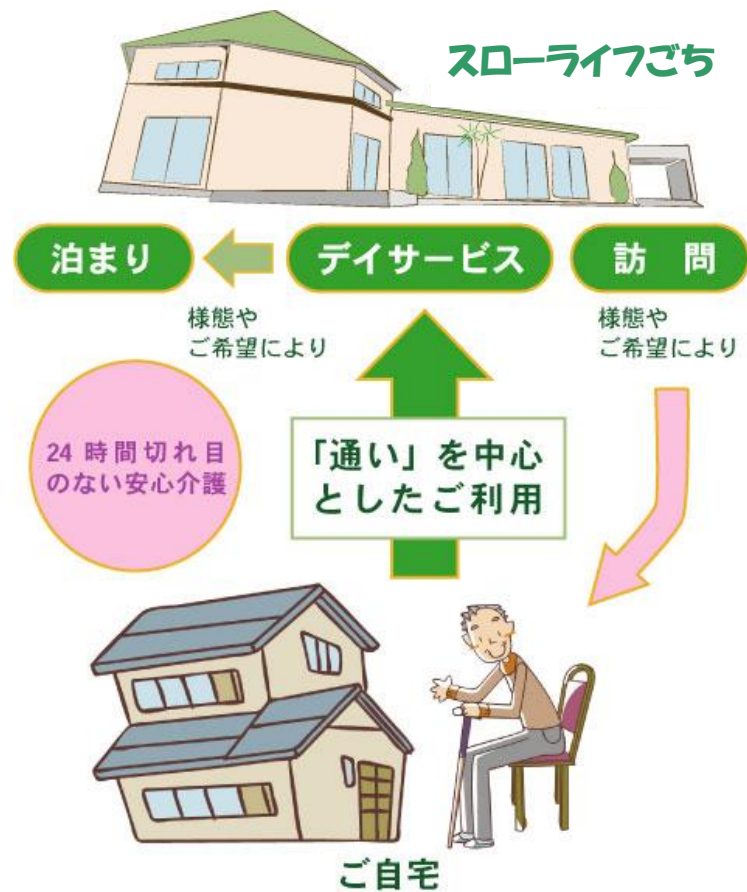 スローライフごち
泊まり
デイサービス
訪 問
様態や
ご希望により
様態や
ご希望により
24 時間切れ目
のない安心介護
「通い」を中心
としたご利用
ご自宅